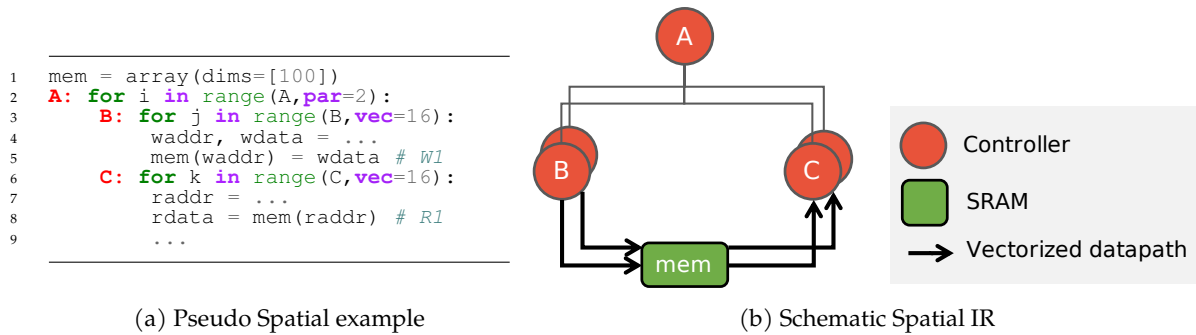 1 mem = array(dims=[100])
2 A: for i in range(A,par=2):
3 B: for j in range(B,vec=16):
4 waddr, wdata = ...
5 mem(waddr) = wdata # W1
6 C: for k in range(C,vec=16):
7 raddr = ...
8 rdata = mem(raddr) # R1
9 ...
(a) Pseudo Spatial example
A
B
C
mem
Controller
SRAM
Vectorized datapath
(b) Schematic Spatial IR